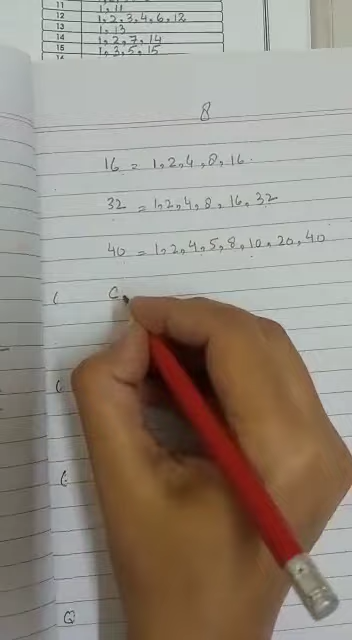 11 1, 11
12 1, 2, 3, 4, 6, 12
13 1, 13
14 1, 2, 7, 14
15 1, 3, 5, 15
8
16 = 1, 2, 4, 8, 16.
32 = 1, 2, 4, 8, 16, 32
40 = 1, 2, 4, 5, 8, 10, 20, 40
C
Q